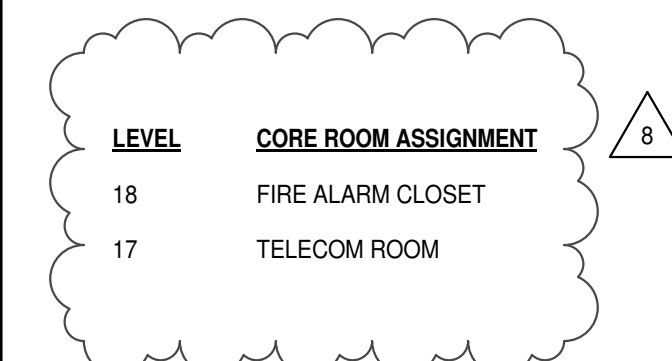 LEVEL CORE ROOM ASSIGNMENT
8
18 FIRE ALARM CLOSET
17 TELECOM ROOM